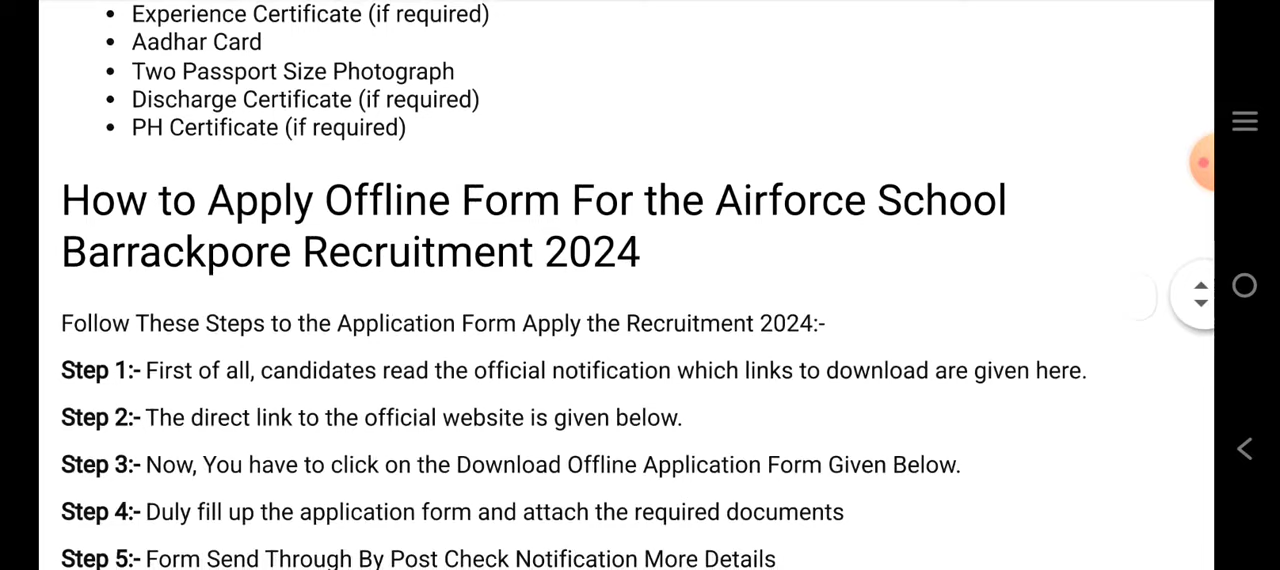 Experience Certificate (if required)
Aadhar Card
Two Passport Size Photograph
Discharge Certificate (if required)
PH Certificate (if required)
How to Apply Offline Form For the Airforce School
Barrackpore Recruitment 2024
Follow These Steps to the Application Form Apply the Recruitment 2024:-
Step 1:- First of all, candidates read the official notification which links to download are given here.
Step 2:- The direct link to the official website is given below.
Step 3:- Now, You have to click on the Download Offline Application Form Given Below.
Step 4:- Duly fill up the application form and attach the required documents
Step 5:- Form Send Through By Post Check Notification More Details